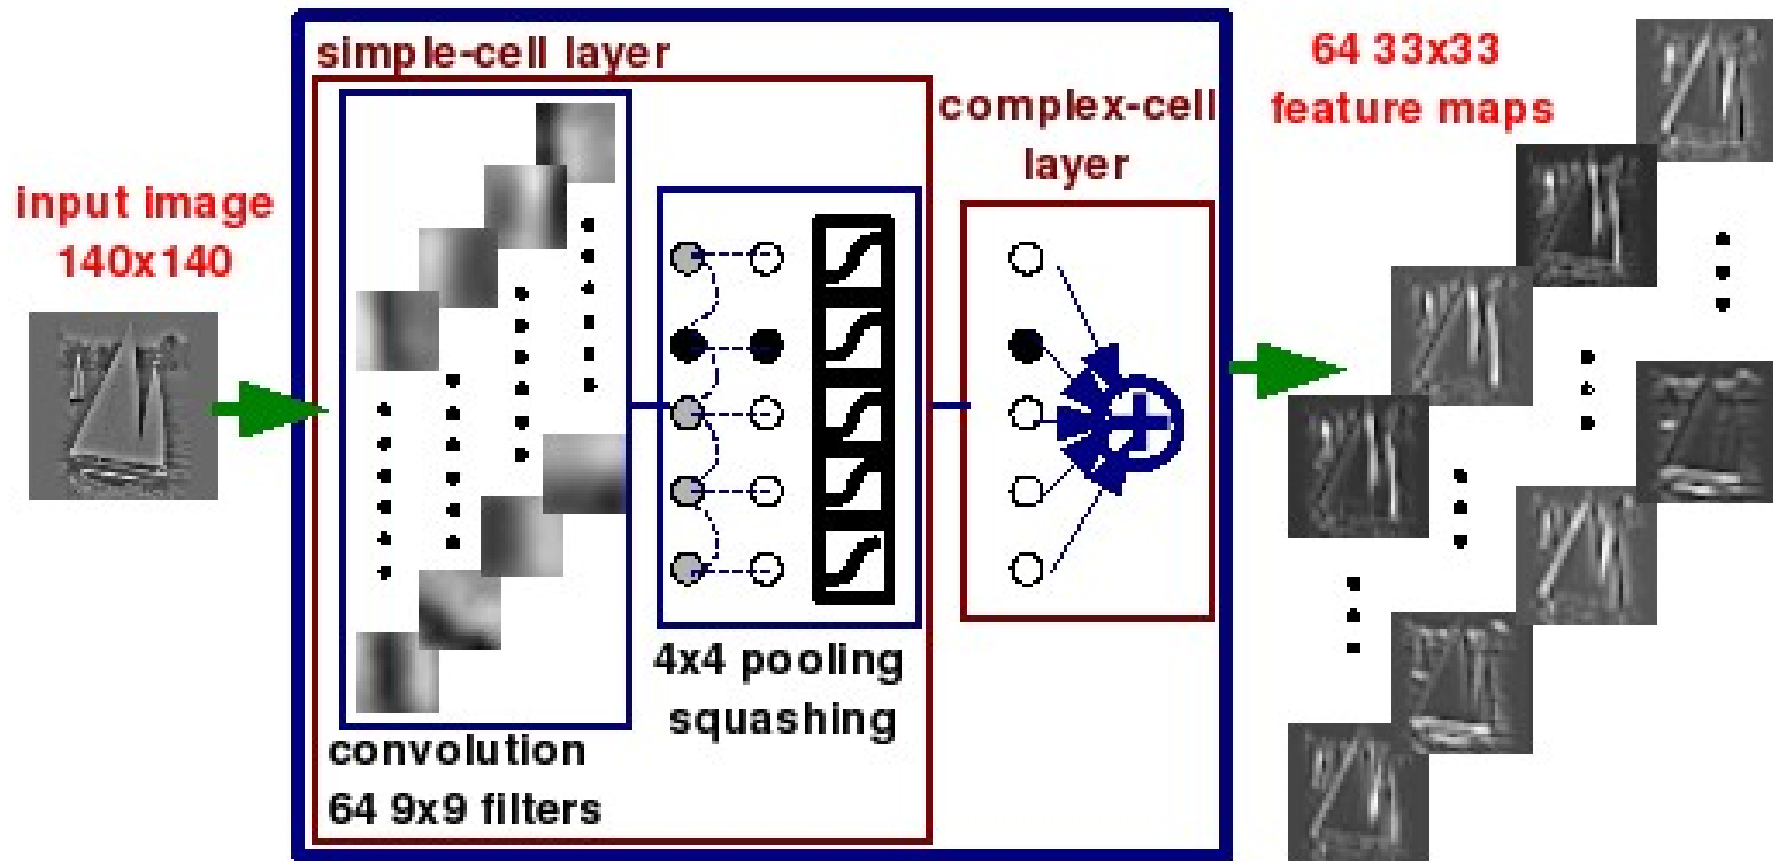 input image
140x140
simple-cell layer
convolution
64 9x9 filters
4x4 pooling
squashing
complex-cell
layer
64 33x33
feature maps